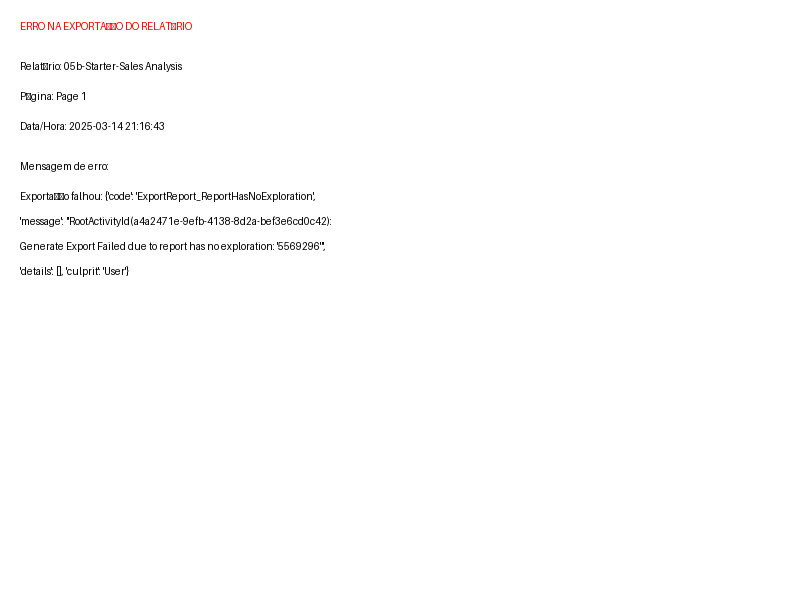 ERRO NA EXPORTA▯▯O DO RELAT▯RIO
Relat▯rio: 05b-Starter-Sales Analysis
P▯gina: Page 1
Data/Hora: 2025-03-14 21:16:43
Mensagem de erro:
Exporta▯▯o falhou: {'code': 'ExportReport_ReportHasNoExploration',
'message': "RootActivityId(a4a2471e-9efb-4138-8d2a-bef3e6cd0c42):
Generate Export Failed due to report has no exploration: '5569296'",
'details': [], 'culprit': 'User'}